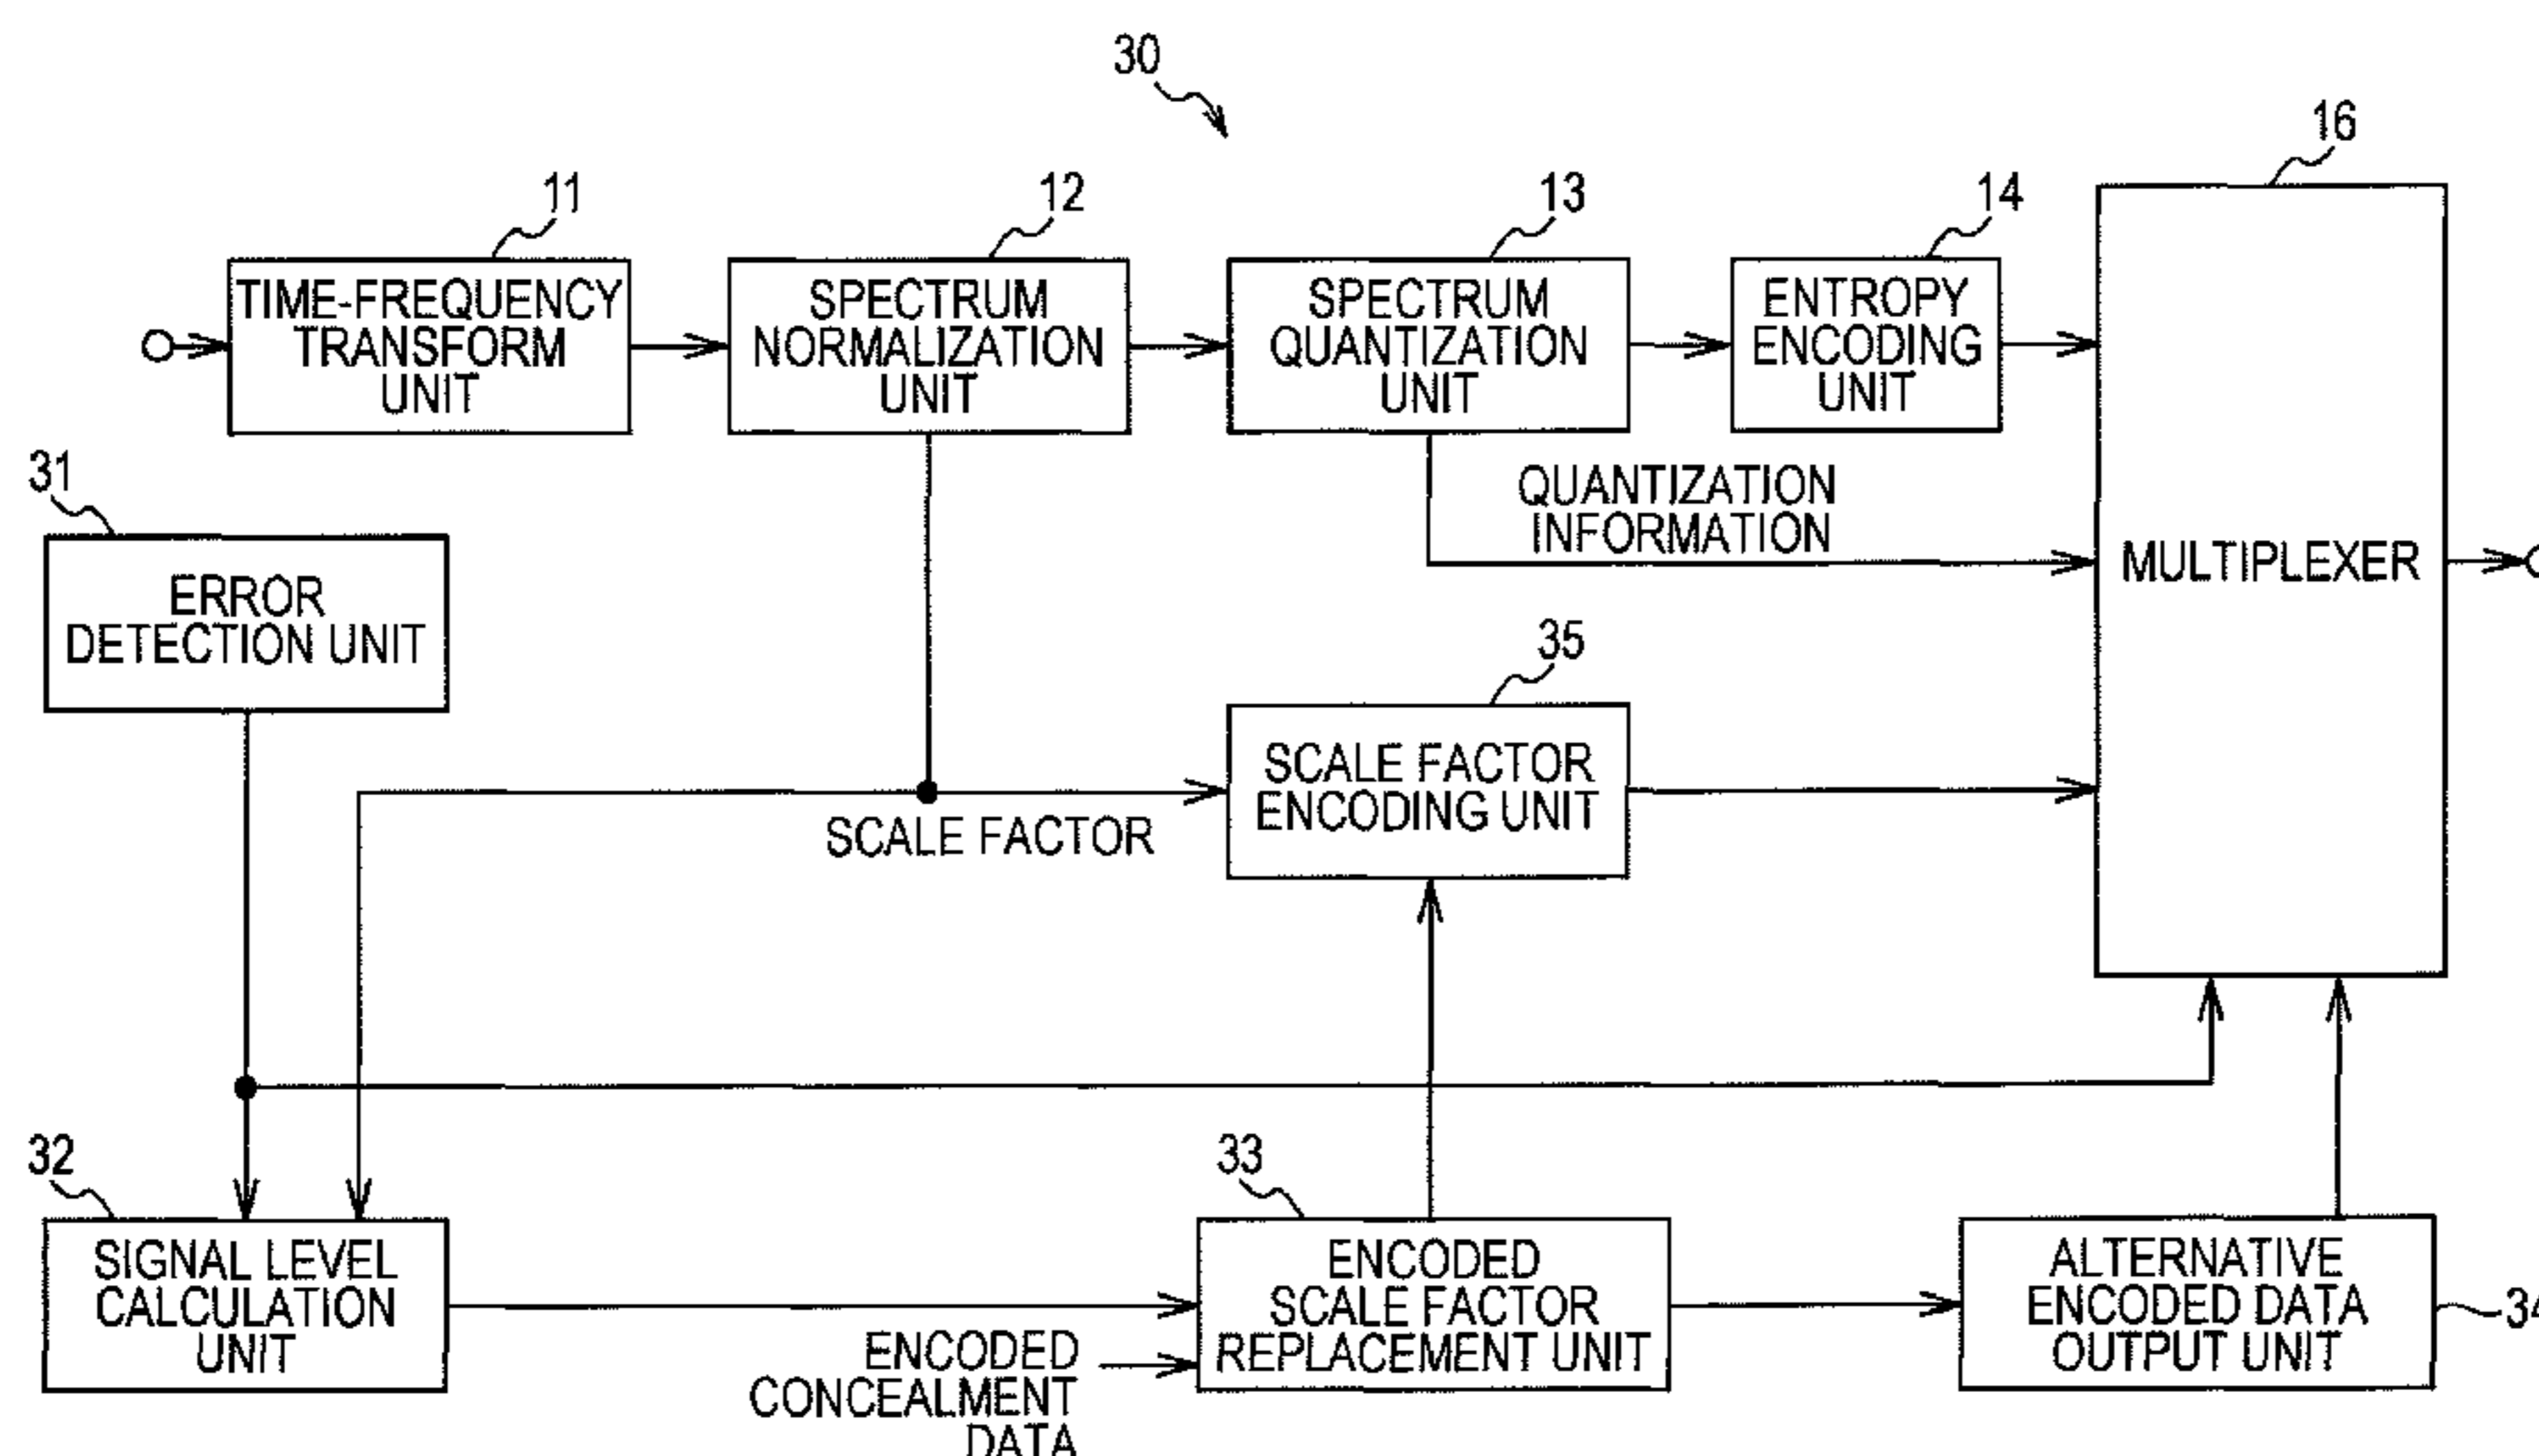 30
16
11
12
13
14
TIME-FREQUENCY
TRANSFORM
UNIT
SPECTRUM
NORMALIZATION
UNIT
SPECTRUM
QUANTIZATION
UNIT
ENTROPY
ENCODING
UNIT
MULTIPLEXER
QUANTIZATION
INFORMATION
31
ERROR
DETECTION UNIT
35
SCALE FACTOR
ENCODING UNIT
SCALE FACTOR
32
SIGNAL LEVEL
CALCULATION
UNIT
33
ENCODED
SCALE FACTOR
REPLACEMENT UNIT
ENCODED
CONCEALMENT
DATA
ALTERNATIVE
ENCODED DATA
OUTPUT UNIT
34